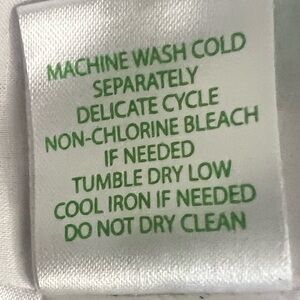 MACHINE WASH COLD
SEPARATELY
DELICATE CYCLE
NON-CHLORINE BLEACH
IF NEEDED
TUMBLE DRY LOW
COOL IRON IF NEEDED
DO NOT DRY CLEAN